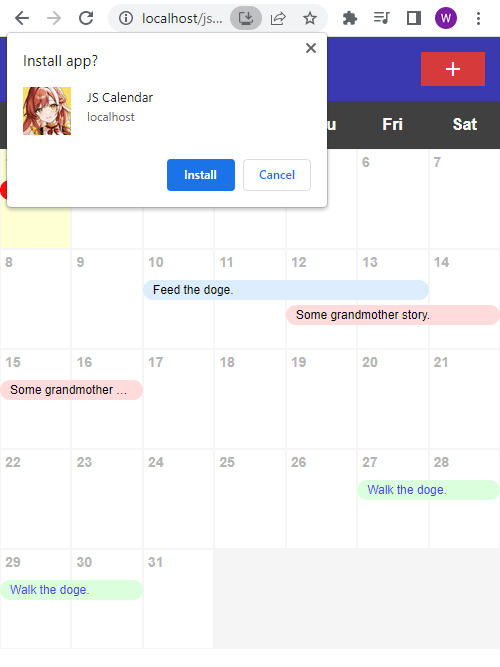 localhost/js...
W
Install app?
JS Calendar
localhost
Install
Cancel
Fri
Sat
6
7
8
9
10
11
12
13
14
Feed the doge.
Some grandmother story.
15
16
17
18
19
20
21
Some grandmother ...
22
23
24
25
26
27
28
Walk the doge.
29
30
31
Walk the doge.